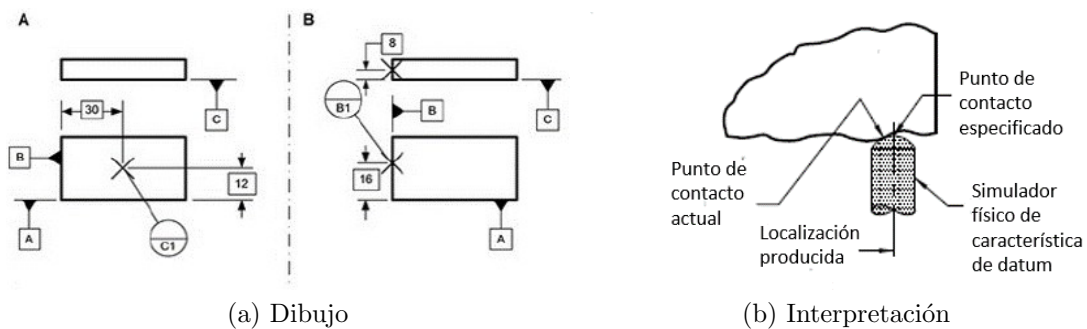 A
B
8
30
B1
B
C
C
B
12
16
C1
A
A
(a) Dibujo
Punto de
contacto
especificado
Punto de
contacto
actual
Simulador
físico de
característica
de datum
Localización
producida
(b) Interpretación